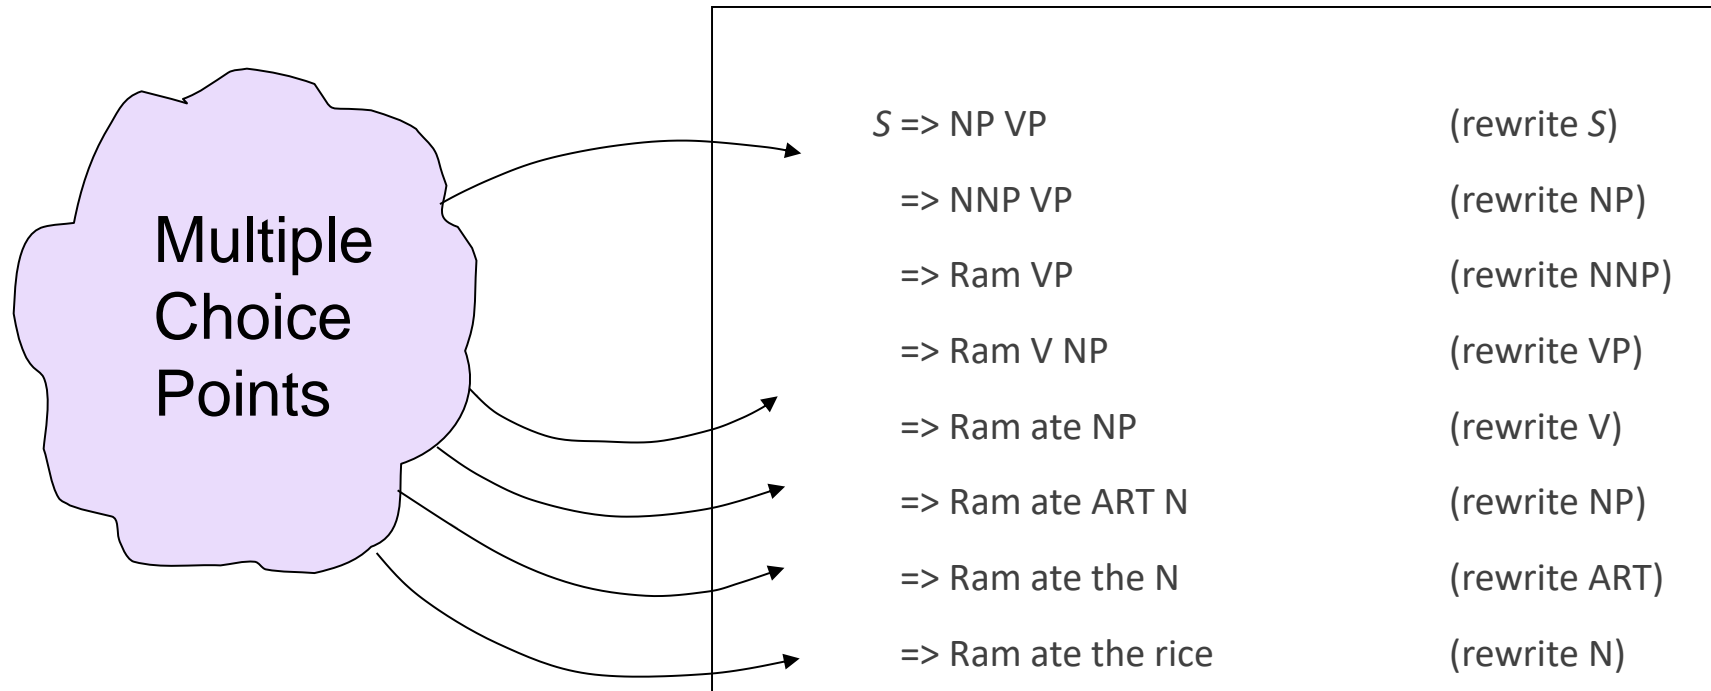 Multiple
Choice
Points
S => NP VP (rewrite S)
=> NNP VP (rewrite NP)
=> Ram VP (rewrite NNP)
=> Ram V NP (rewrite VP)
=> Ram ate NP (rewrite V)
=> Ram ate ART N (rewrite NP)
=> Ram ate the N (rewrite ART)
=> Ram ate the rice (rewrite N)